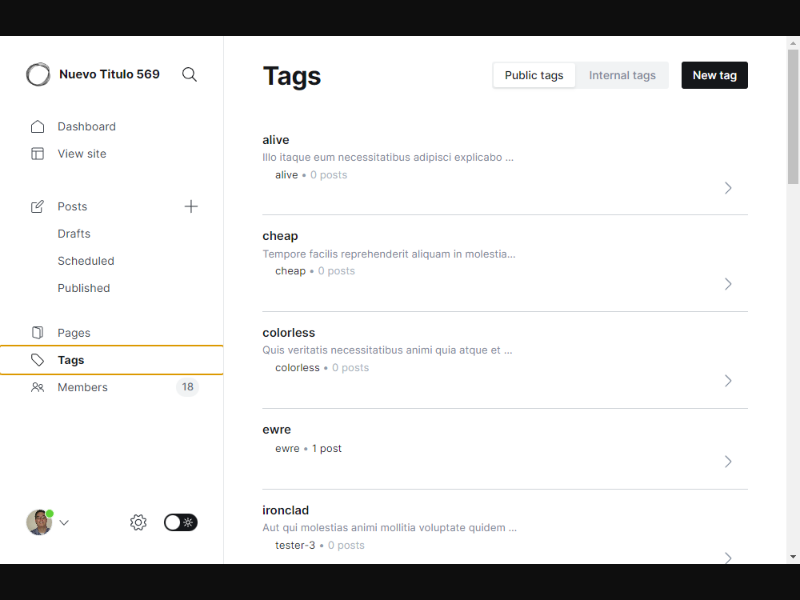 Nuevo Titulo 569
Dashboard
View site
Posts
Drafts
Scheduled
Published
Pages
Tags
Members 18
Tags
Public tags
Internal tags
New tag
alive
Illo itaque eum necessitatibus adipisci explicabo ...
alive • 0 posts
cheap
Tempore facilis reprehenderit aliquam in molestia...
cheap • 0 posts
colorless
Quis veritatis necessitatibus animi quia atque et ...
colorless • 0 posts
ewre
ewre • 1 post
ironclad
Aut qui molestias animi mollitia voluptate quidem ...
tester-3 • 0 posts